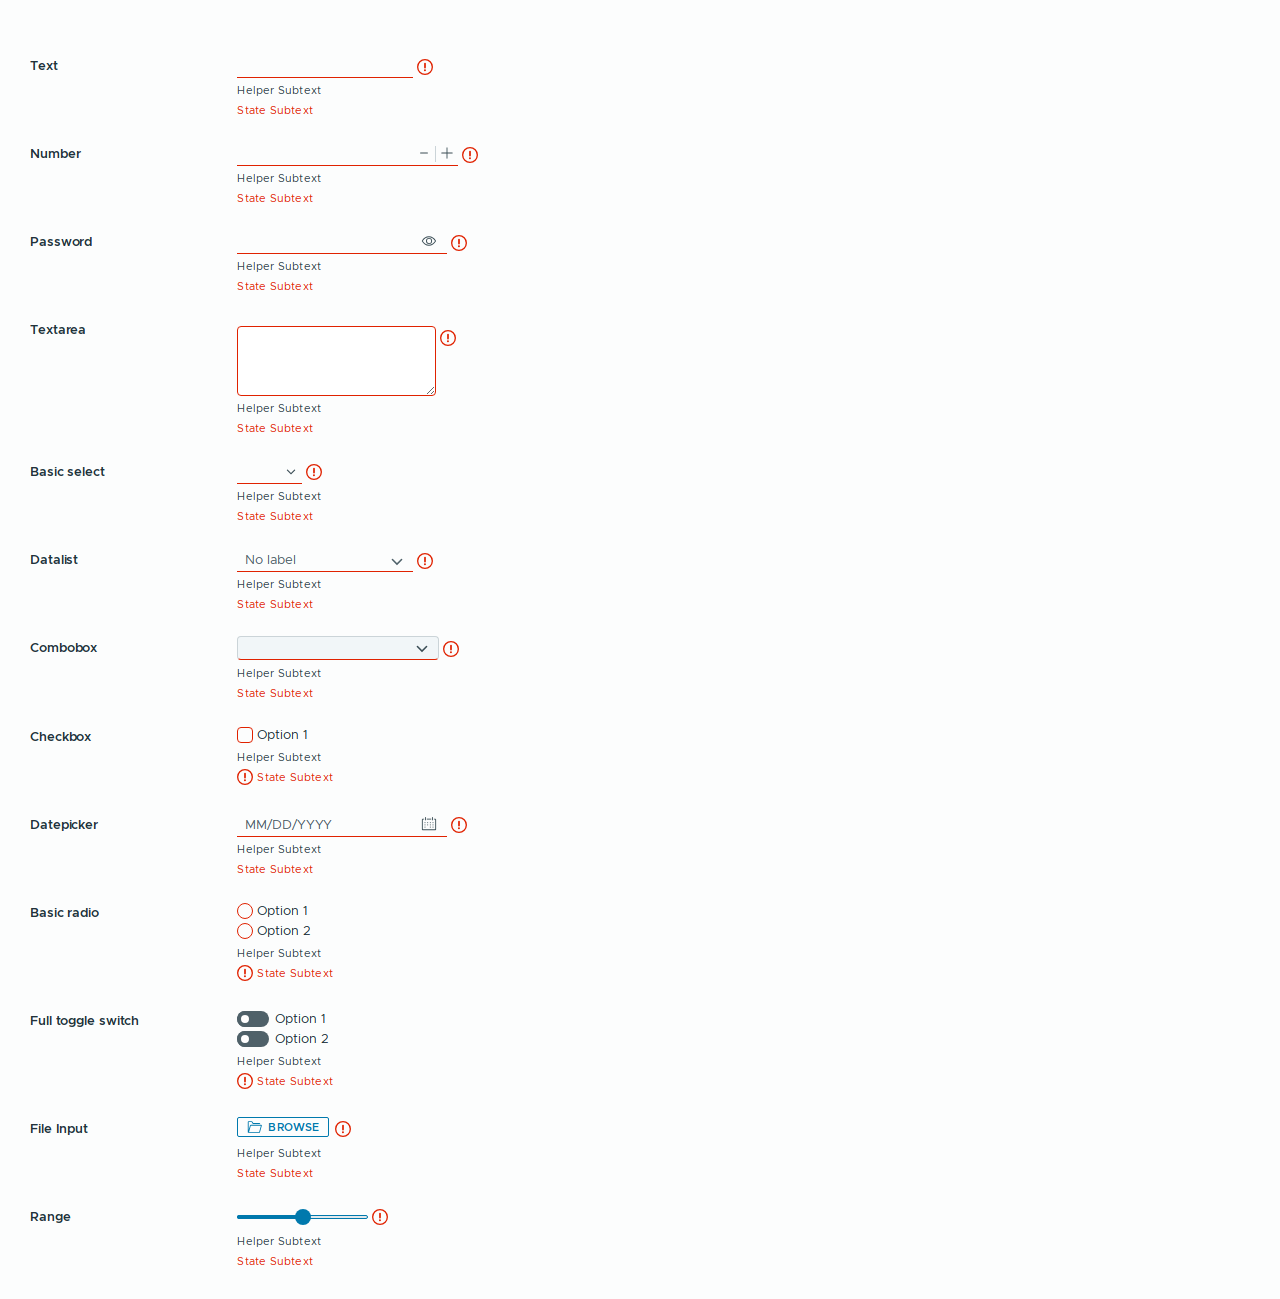 Text
Helper Subtext
State Subtext
Number
Helper Subtext
State Subtext
Password
Helper Subtext
State Subtext
Textarea
Helper Subtext
State Subtext
Basic select
Helper Subtext
State Subtext
Datalist No label
Helper Subtext
State Subtext
Combobox
Helper Subtext
State Subtext
Checkbox Option 1
Helper Subtext
State Subtext
Datepicker MM/DD/YYYY
Helper Subtext
State Subtext
Basic radio Option 1
Option 2
Helper Subtext
State Subtext
Full toggle switch Option 1
Option 2
Helper Subtext
State Subtext
File Input BROWSE
Helper Subtext
State Subtext
Range
Helper Subtext
State Subtext